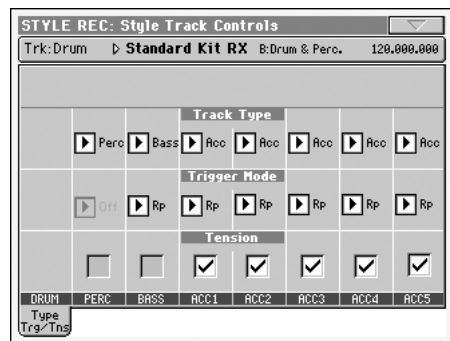 STYLE REC: Style Track Controls
Trk:Drum Standard Kit RX B:Drum & Perc. 120.000.000
Track Type
Perc Bass Acc Acc Acc Acc Acc
Trigger Mode
Off Rp Rp Rp Rp Rp Rp
Tension
DRUM PERC BASS ACC1 ACC2 ACC3 ACC4 ACC5
Type
Trg/Tns